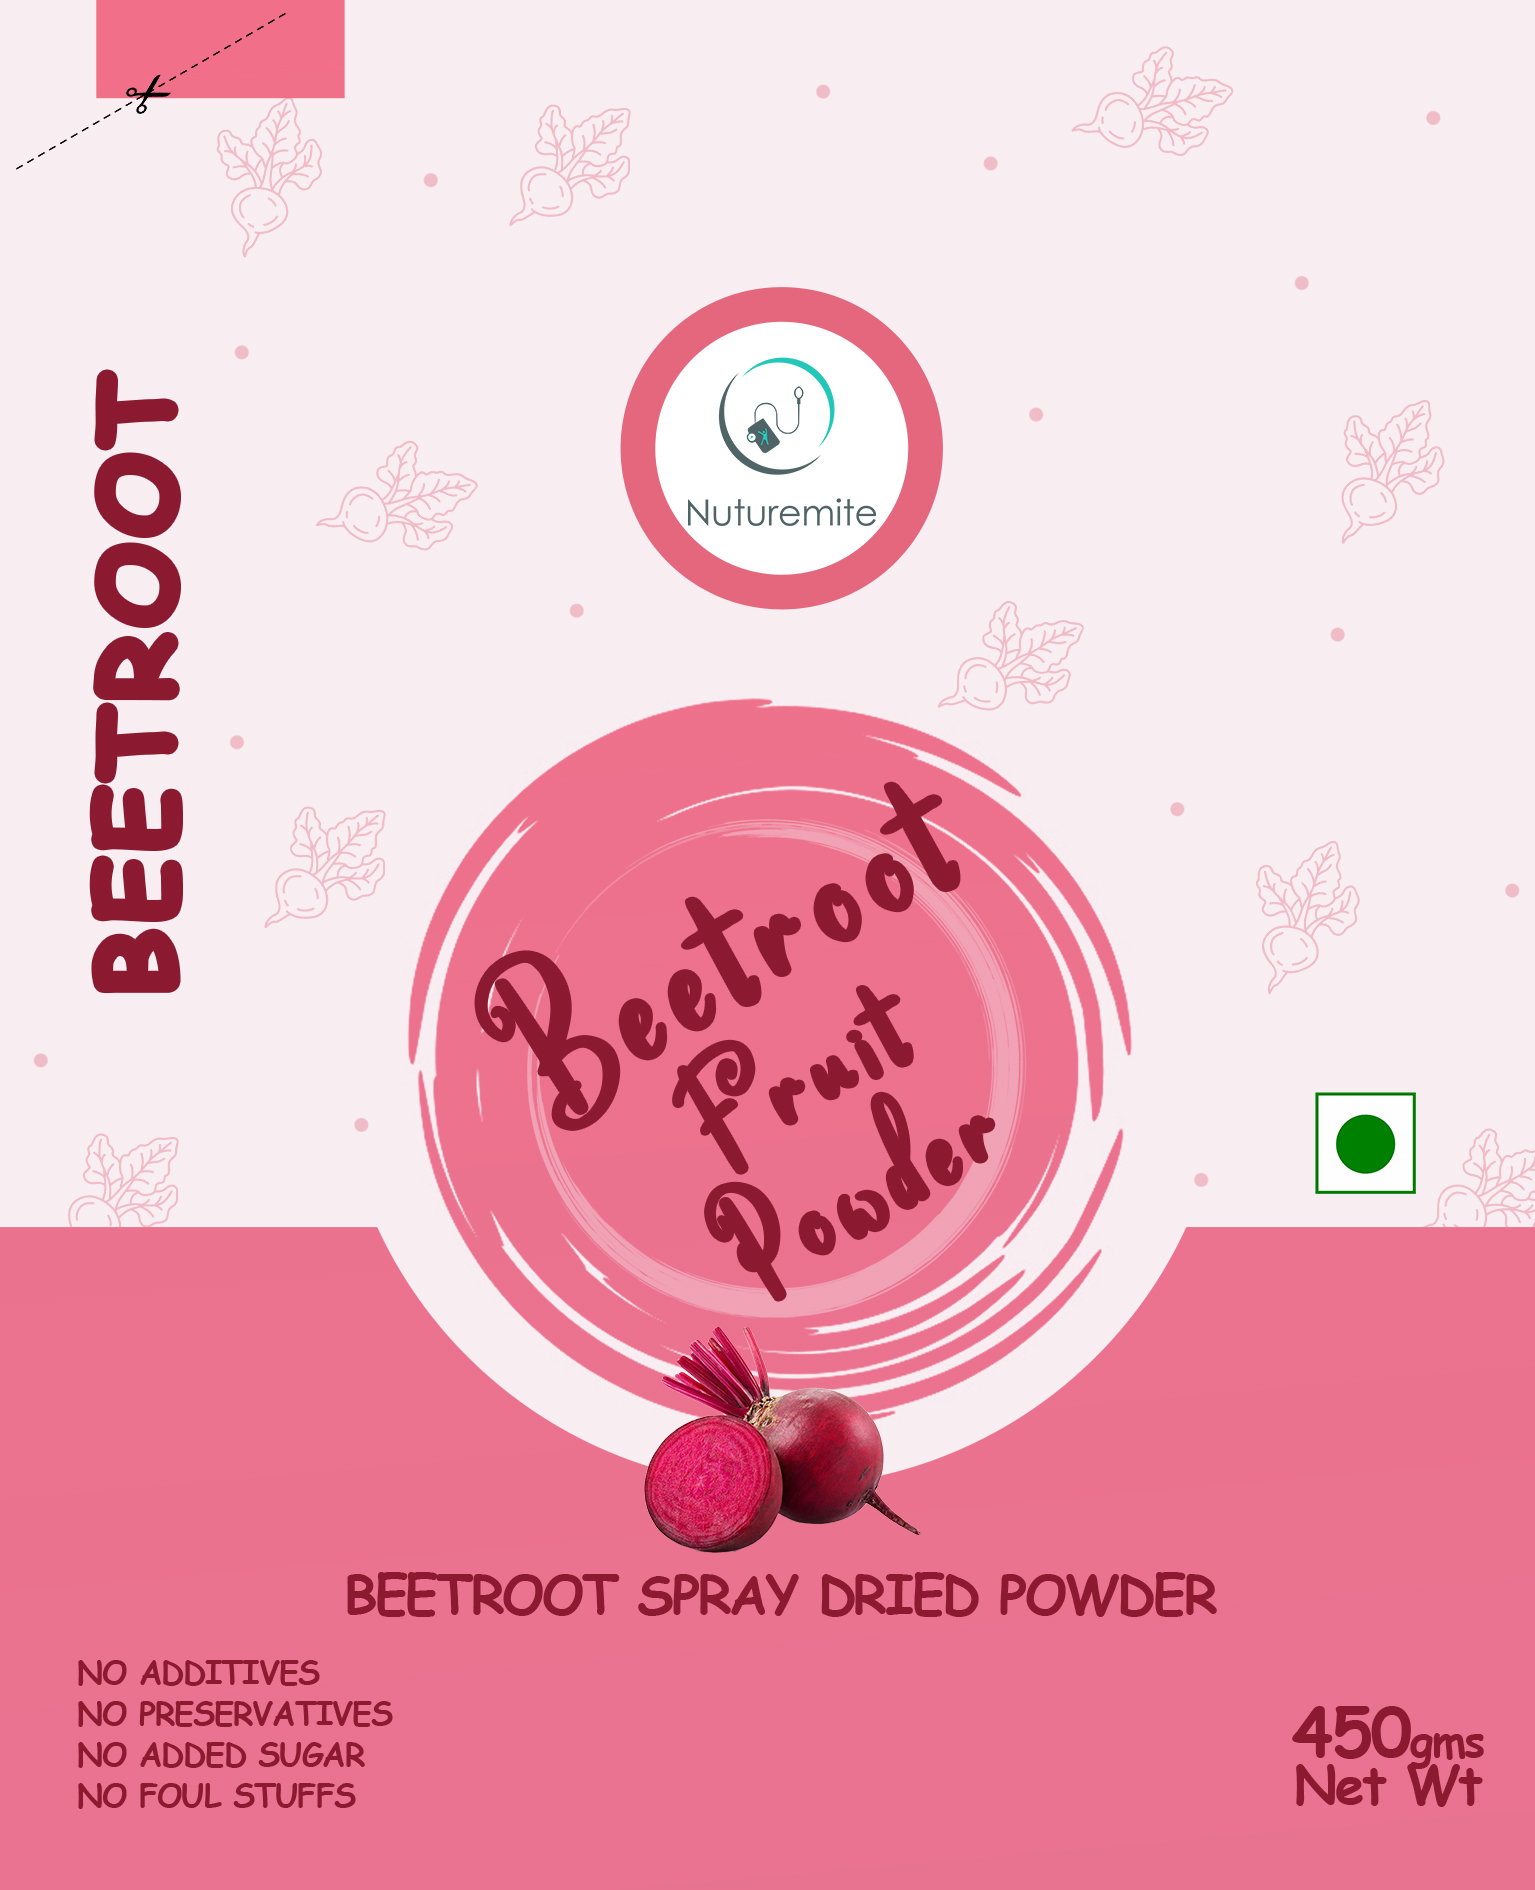 BEETROOT
Nuturemite
Beetroot
Fruit
Powder
BEETROOT SPRAY DRIED POWDER
NO ADDITIVES
NO PRESERVATIVES
NO ADDED SUGAR
NO FOUL STUFFS
450gms
Net Wt